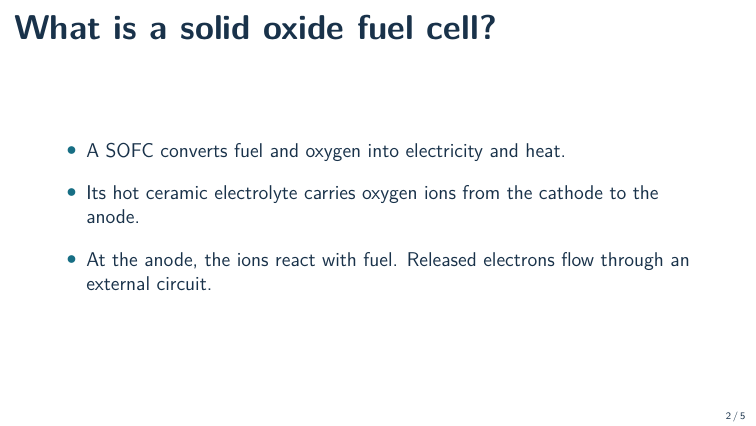 What is a solid oxide fuel cell?
• A SOFC converts fuel and oxygen into electricity and heat.
• Its hot ceramic electrolyte carries oxygen ions from the cathode to the
anode.
• At the anode, the ions react with fuel. Released electrons flow through an
external circuit.
2 / 5